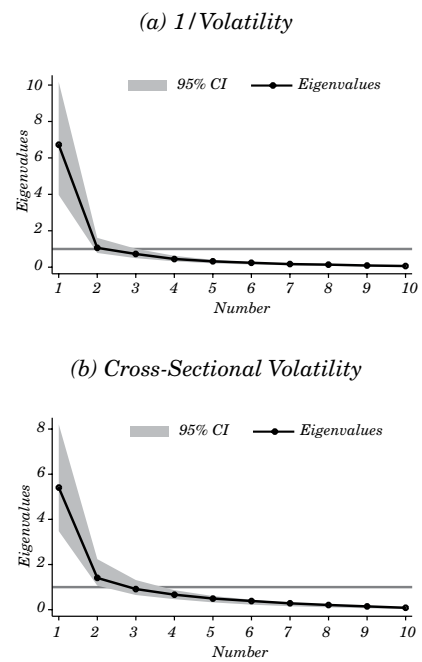 (a) 1/Volatility
95% CI
Eigenvalues
Eigenvalues
10
8
6
4
2
0
1 2 3 4 5 6 7 8 9 10
Number
(b) Cross-Sectional Volatility
95% CI
Eigenvalues
Eigenvalues
8
6
4
2
0
1 2 3 4 5 6 7 8 9 10
Number